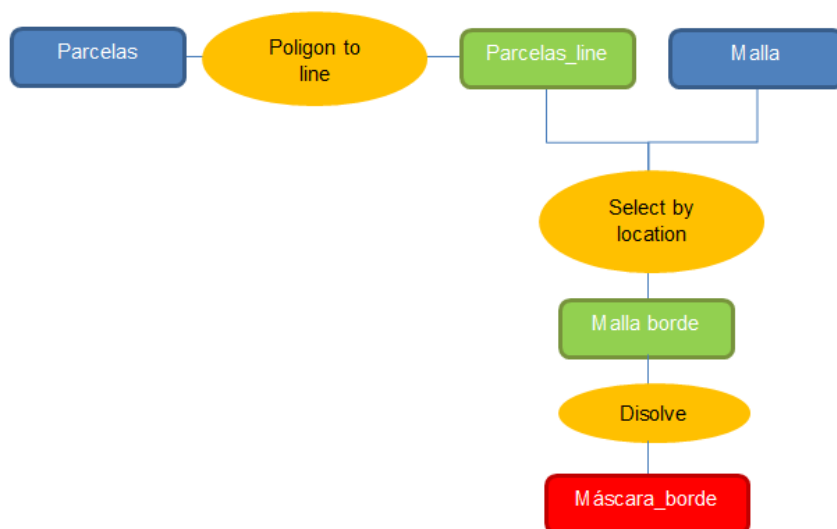 Parcelas
Poligon to
line
Parcelas_line
Malla
Select by
location
Malla borde
Disolve
Máscara_borde